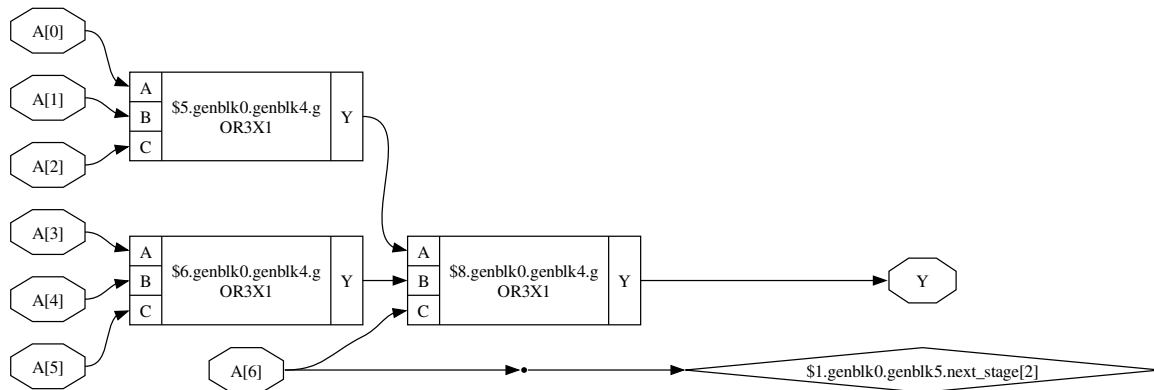 A[0]
A[1]
A[2]
A
B
C
$5.genblk0.genblk4.g
OR3X1
Y
A[3]
A[4]
A[5]
A
B
C
$6.genblk0.genblk4.g
OR3X1
Y
A
B
C
$8.genblk0.genblk4.g
OR3X1
Y
Y
A[6]
$1.genblk0.genblk5.next_stage[2]